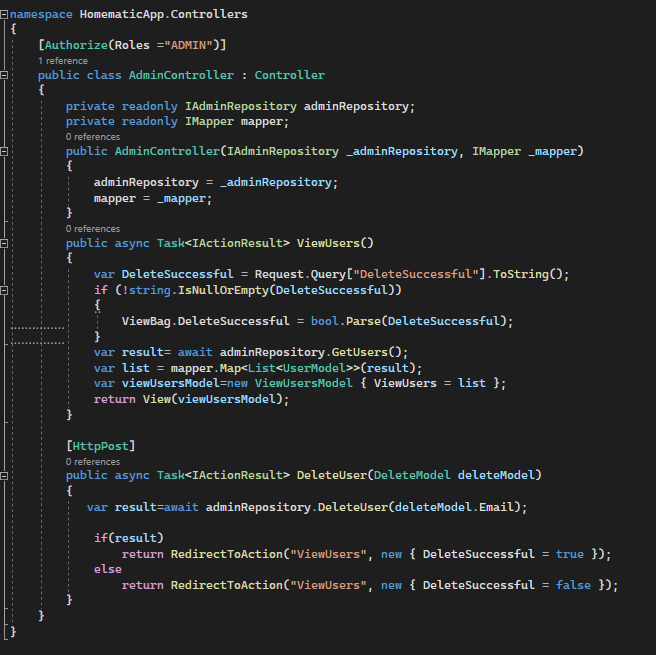 namespace HomematicApp.Controllers
{
[Authorize(Roles ="ADMIN")]
1 reference
public class AdminController : Controller
{
private readonly IAdminRepository adminRepository;
private readonly IMapper mapper;
0 references
public AdminController(IAdminRepository _adminRepository, IMapper _mapper)
{
adminRepository = _adminRepository;
mapper = _mapper;
}
0 references
public async Task<IActionResult> ViewUsers()
{
var DeleteSuccessful = Request.Query["DeleteSuccessful"].ToString();
if (!string.IsNullOrEmpty(DeleteSuccessful))
{
ViewBag.DeleteSuccessful = bool.Parse(DeleteSuccessful);
}
var result= await adminRepository.GetUsers();
var list = mapper.Map<List<UserModel>>(result);
var viewUsersModel=new ViewUsersModel { ViewUsers = list };
return View(viewUsersModel);
}
[HttpPost]
0 references
public async Task<IActionResult> DeleteUser(DeleteModel deleteModel)
{
var result=await adminRepository.DeleteUser(deleteModel.Email);
if(result)
return RedirectToAction("ViewUsers", new { DeleteSuccessful = true });
else
return RedirectToAction("ViewUsers", new { DeleteSuccessful = false });
}
}
}